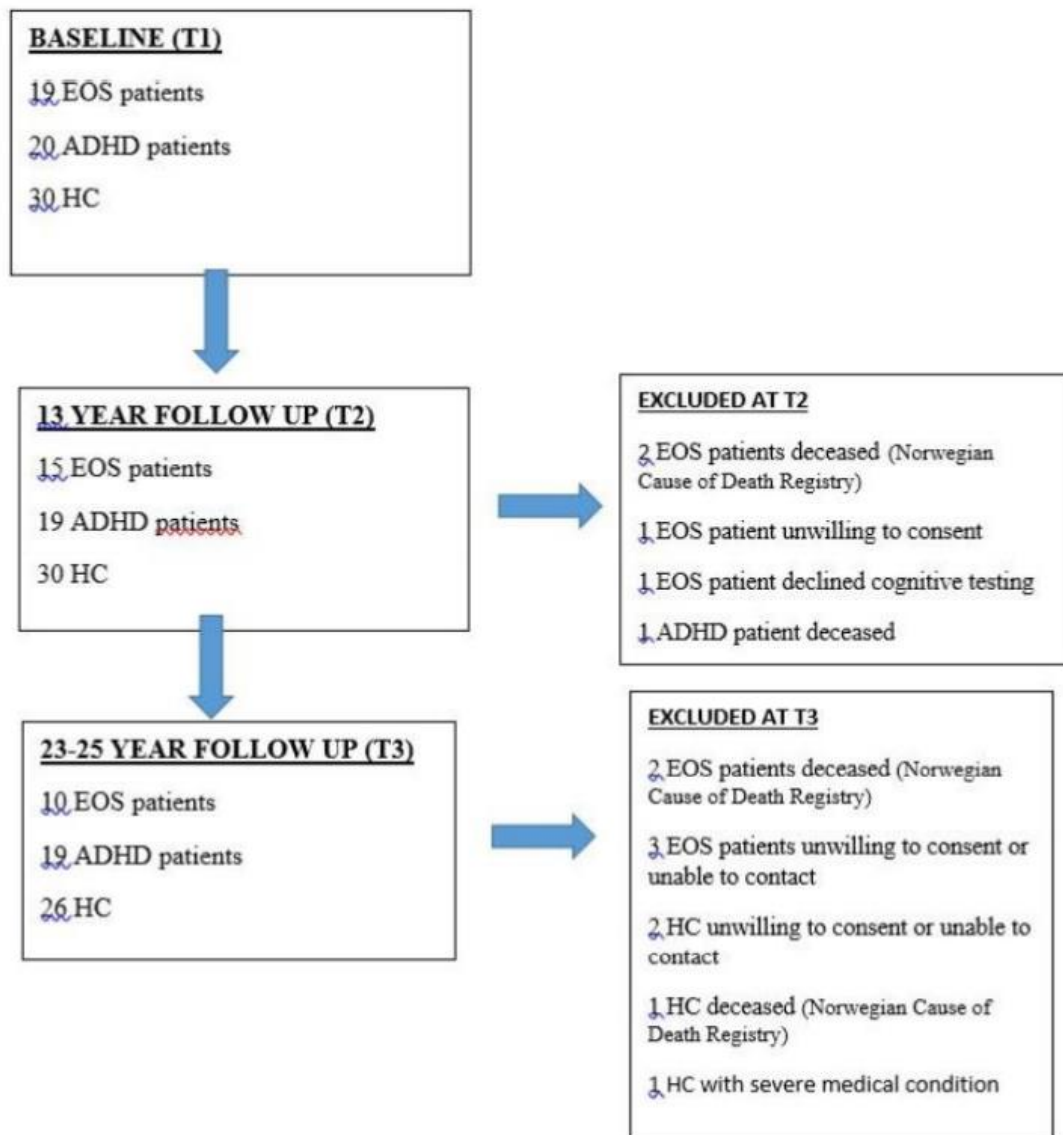 BASELINE (T1)
19 EOS patients
20 ADHD patients
30 HC
13 YEAR FOLLOW UP (T2)
15 EOS patients
19 ADHD patients
30 HC
EXCLUDED AT T2
2 EOS patients deceased (Norwegian
Cause of Death Registry)
1 EOS patient unwilling to consent
1 EOS patient declined cognitive testing
1 ADHD patient deceased
23-25 YEAR FOLLOW UP (T3)
10 EOS patients
19 ADHD patients
26 HC
EXCLUDED AT T3
2 EOS patients deceased (Norwegian
Cause of Death Registry)
3 EOS patients unwilling to consent or
unable to contact
2 HC unwilling to consent or unable to
contact
1 HC deceased (Norwegian Cause of
Death Registry)
1 HC with severe medical condition